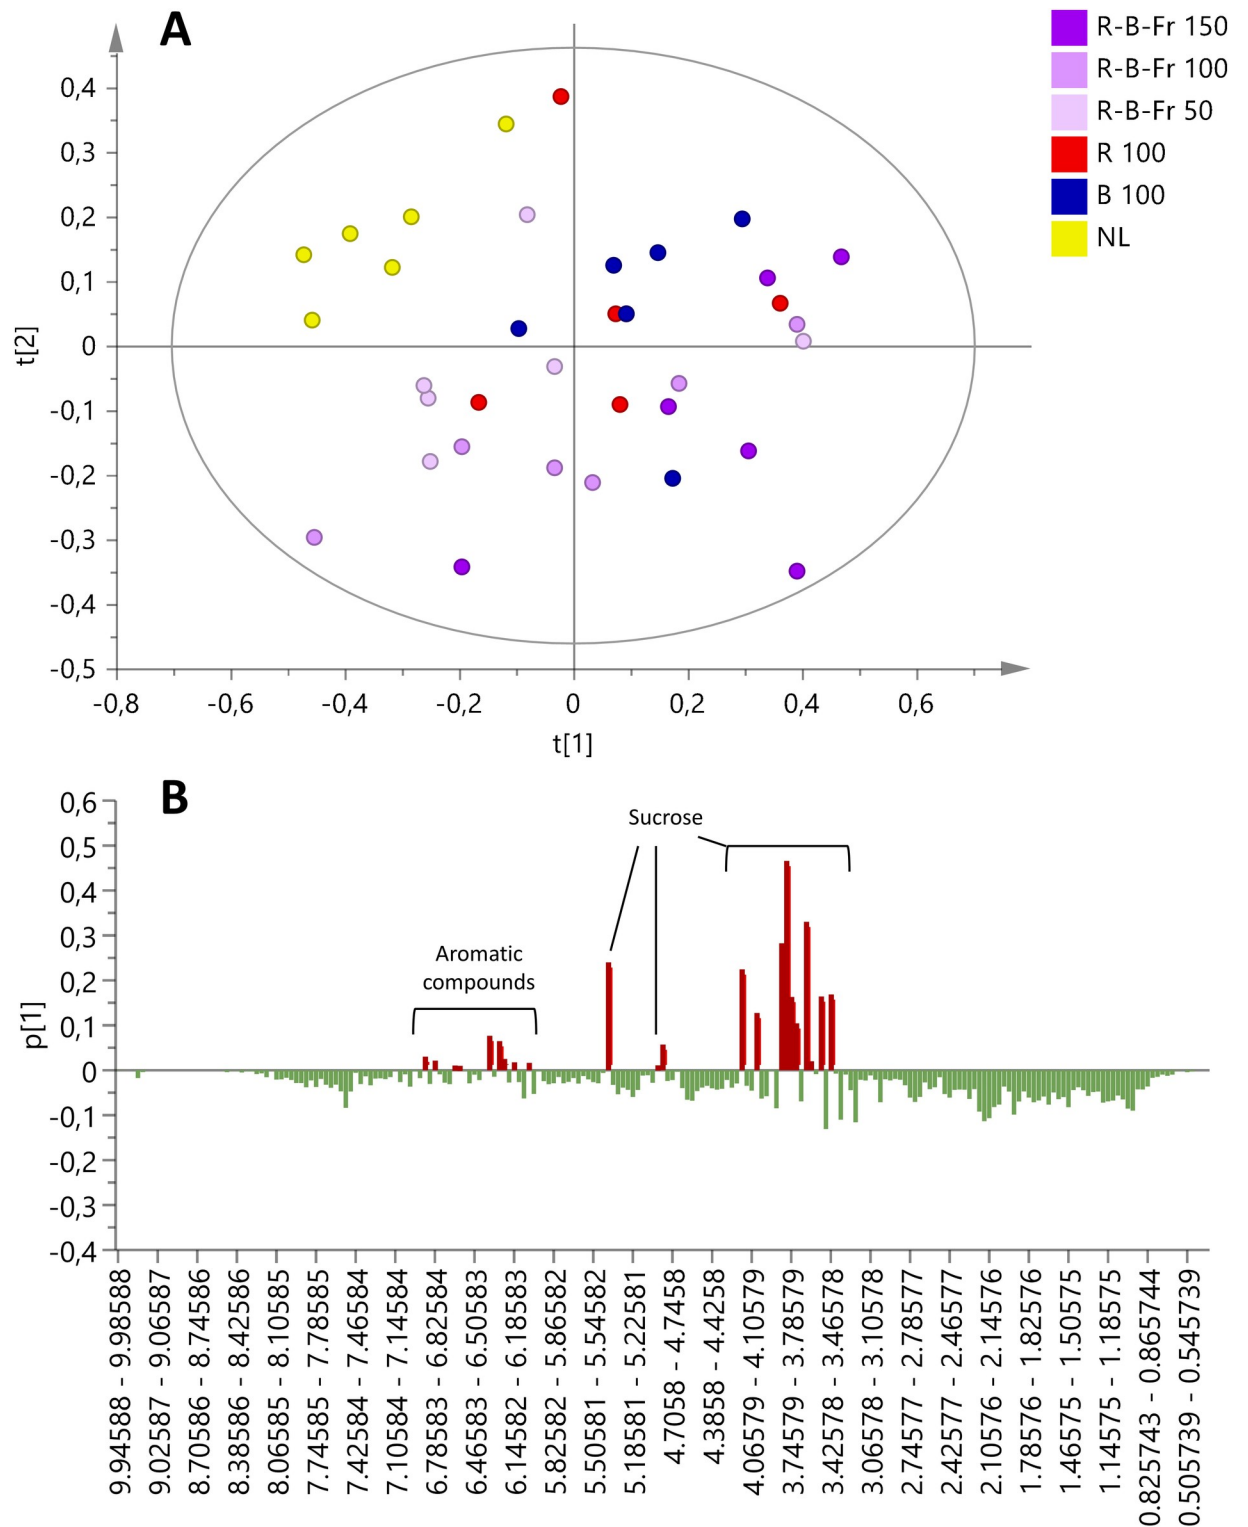 A
R-B-Fr 150
R-B-Fr 100
R-B-Fr 50
R 100
B 100
NL
0,4
0,3
0,2
0,1
0
-0,1
-0,2
-0,3
-0,4
-0,5
t[2]
-0,8 -0,6 -0,4 -0,2 0 0,2 0,4 0,6
t[1]
B
0,6
0,5
0,4
0,3
0,2
0,1
0
-0,1
-0,2
-0,3
-0,4
p[1]
Sucrose
Aromatic
compounds
9.94588 - 9.98588
9.02587 - 9.06587
8.70586 - 8.74586
8.38586 - 8.42586
8.06585 - 8.10585
7.74585 - 7.78585
7.42584 - 7.46584
7.10584 - 7.14584
6.78583 - 6.82584
6.46583 - 6.50583
6.14582 - 6.18583
5.82582 - 5.86582
5.50581 - 5.54582
5.18581 - 5.22581
4.7058 - 4.7458
4.3858 - 4.4258
4.06579 - 4.10579
3.74579 - 3.78579
3.42578 - 3.46578
3.06578 - 3.10578
2.74577 - 2.78577
2.42577 - 2.46577
2.10576 - 2.14576
1.78576 - 1.82576
1.46575 - 1.50575
1.14575 - 1.18575
0.825743 - 0.865744
0.505739 - 0.545739